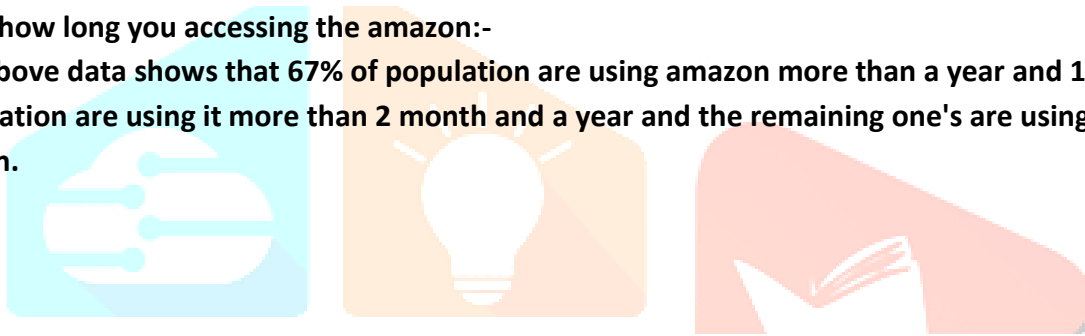 how long you accessing the amazon:-
bove data shows that 67% of population are using amazon more than a year and 1
ation are using it more than 2 month and a year and the remaining one's are using
n.